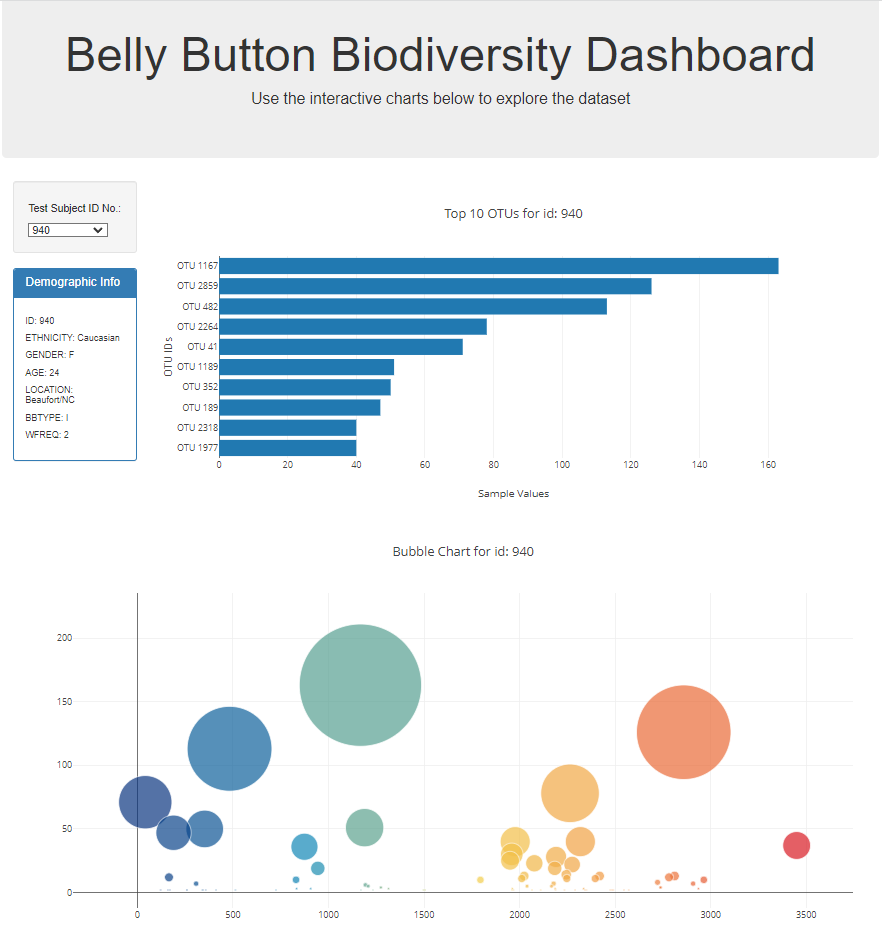 Belly Button Biodiversity Dashboard
Use the interactive charts below to explore the dataset
Test Subject ID No.:
940
Demographic Info
ID: 940
ETHNICITY: Caucasian
GENDER: F
AGE: 24
LOCATION:
Beaufort/NC
BBTYPE: I
WFREQ: 2
Top 10 OTUs for id: 940
OTU IDs
OTU 1167
OTU 2859
OTU 482
OTU 2264
OTU 41
OTU 1189
OTU 352
OTU 189
OTU 2318
OTU 1977
0 20 40 60 80 100 120 140 160
Sample Values
Bubble Chart for id: 940
200
150
100
50
0
0 500 1000 1500 2000 2500 3000 3500